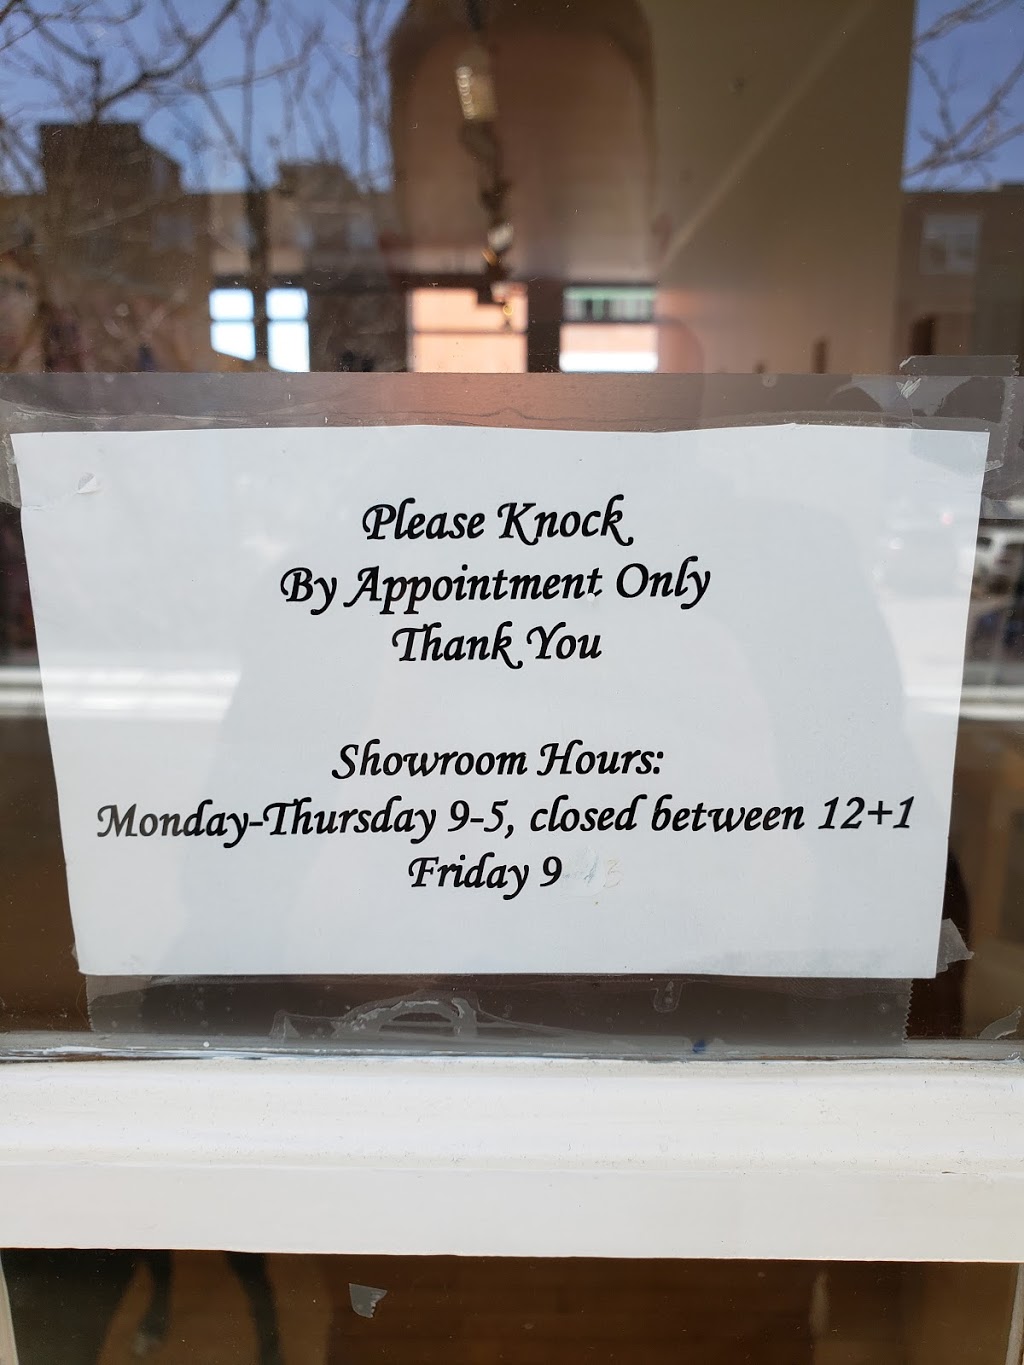 Please Knock
By Appointment Only
Thank You
Showroom Hours:
Monday-Thursday 9-5, closed between 12+1
Friday 9